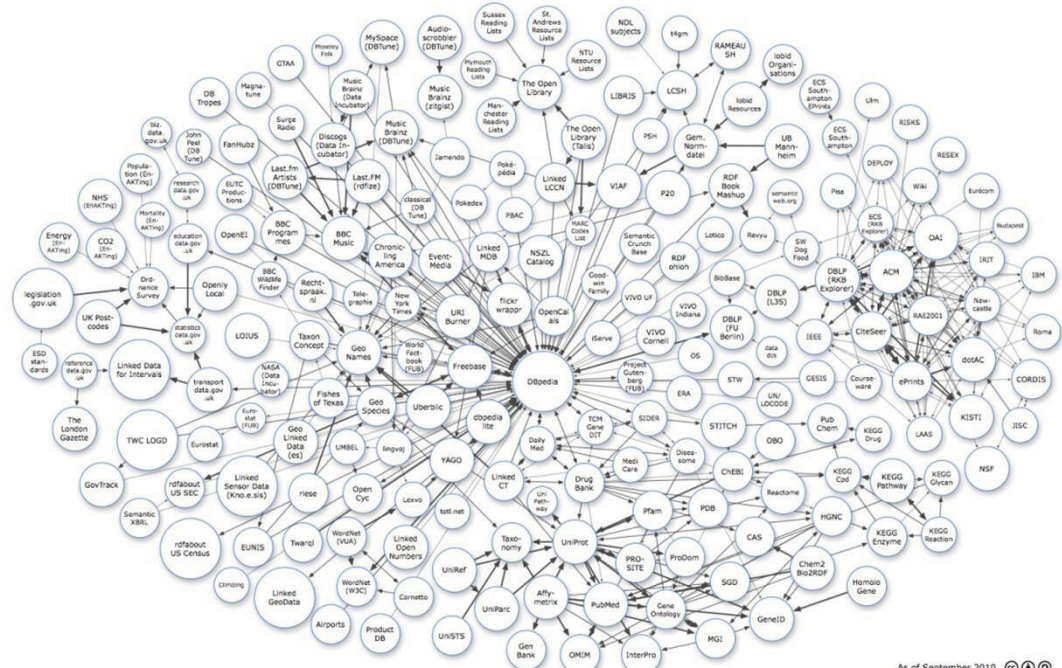 Sussex
Reading
Lists
St.
Andrews
Resource
Lists
NDL
subjects
t4gm
MySpace
(DBTune)
Audio-
scrobbler
(DBTune)
RAMEAU
SH
Moseley
Folk
GTAA
Plymouth
Reading
Lists
NTU
Resource
Lists
lobid
Organi-
sations
Magna-
tune
DB
Tropes
Music
Brainz
(Data
Incubator)
Music
Brainz
(zitgist)
The Open
Library
LIBRIS
LCSH
lobid
Resources
ECS
South-
ampton
EPrints
Ulm
Man-
chester
Reading
Lists
biz.
data.
gov.uk
John
Peel
(DB
Tune)
Surge
Radio
Discogs
(Data In-
cubator)
Music
Brainz
(DBTune)
The Open
Library
(Talis)
PSH
Gem.
Norm-
datei
UB
Mann-
heim
ECS
South-
ampton
RISKS
FanHubz
Jamendo
Poké-
pédia
RESEX
DEPLOY
Popula-
tion (En-
AKTing)
research
data.gov
.uk
EUTC
Produc-
tions
Last.fm
Artists
(DBTune)
Last.FM
(rdfize)
Linked
LCCN
VIAF
P20
RDF
Book
Mashup
semantic
web.org
Pisa
Wiki
Eurécom
NHS
(EnAKTing)
classical
(DB
Tune)
Pokedex
PBAC
Mortality
(En-
AKTing)
education
data.gov
.uk
OpenEI
BBC
Program
mes
BBC
Music
MARC
Codes
List
Semantic
Crunch
Base
Lotico
Revyu
ECS
(RKB
Explorer)
Budapest
Energy
(En-
AKTing)
CO2
(En-
AKTing)
Chronic-
ling
America
Event-
Media
Linked
MDB
NSZL
Catalog
RDF
ohloh
SW
Dog
Food
OAI
IRIT
IBM
legislation
.gov.uk
Ord-
nance
Survey
Openly
Local
BBC
Wildlife
Finder
Recht-
spraak.
nl
Tele-
graphis
New
York
Times
URI
Burner
flickr
wrappr
OpenCal
ais
Good-
win
Family
VIVO UF
BibBase
DBLP
(L3S)
DBLP
(RKB
Explorer)
ACM
New-
castle
UK Post-
codes
statistics
data.gov
.uk
LOIUS
Taxon
Concept
Geo
Names
World
Fact-
book
(FUB)
iServe
VIVO
Indiana
VIVO
Cornell
DBLP
(FU
Berlin)
IEEE
CiteSeer
RAE2001
Rome
ESD
stan-
dards
reference
data.gov
.uk
Linked Data
for Intervals
transport
data.gov
.uk
NASA
(Data
Incu-
bator)
Freebase
DBpedia
Project
Guten-
berg
(FUB)
OS
data
dcs
dotAC
CORDIS
Fishes
of Texas
Geo
Species
Uberblic
dbpedia
lite
ERA
STW
GESIS
UN/
LOCODE
Course-
ware
ePrints
The
London
Gazette
TWC LOGD
Eurostat
Euro-
stat
(FUB)
Geo
Linked
Data
(es)
UMBEL
lingvoj
Daily
Med
TCM
Gene
DIT
SIDER
STITCH
OBO
Pub
Chem
KEGG
Drug
LAAS
KISTI
JISC
YAGO
Medi
Care
Disea-
some
ChEBI
NSF
GovTrack
rdfabout
US SEC
Linked
Sensor Data
(Kno.e.sis)
riese
Open
Cyc
Lexvo
Linked
CT
Drug
Bank
Uni
Path-
way
Pfam
PDB
Reactome
KEGG
Cpd
KEGG
Pathway
KEGG
Glycan
Semantic
XBRL
totl.net
HGNC
rdfabout
US Census
EUNIS
Twarql
WordNet
(VUA)
Linked
Open
Numbers
Taxo-
nomy
UniProt
PRO-
SITE
ProDom
CAS
KEGG
Enzyme
KEGG
Reaction
Climbing
Linked
GeoData
WordNet
(W3C)
Cornetto
UniRef
UniParc
Affy-
metrix
PubMed
Gene
Ontology
SGD
Chem2
Bio2RDF
Homolo
Gene
GeneID
Airports
Product
DB
UniSTS
Gen
Bank
OMIM
InterPro
MGI
As of September 2010